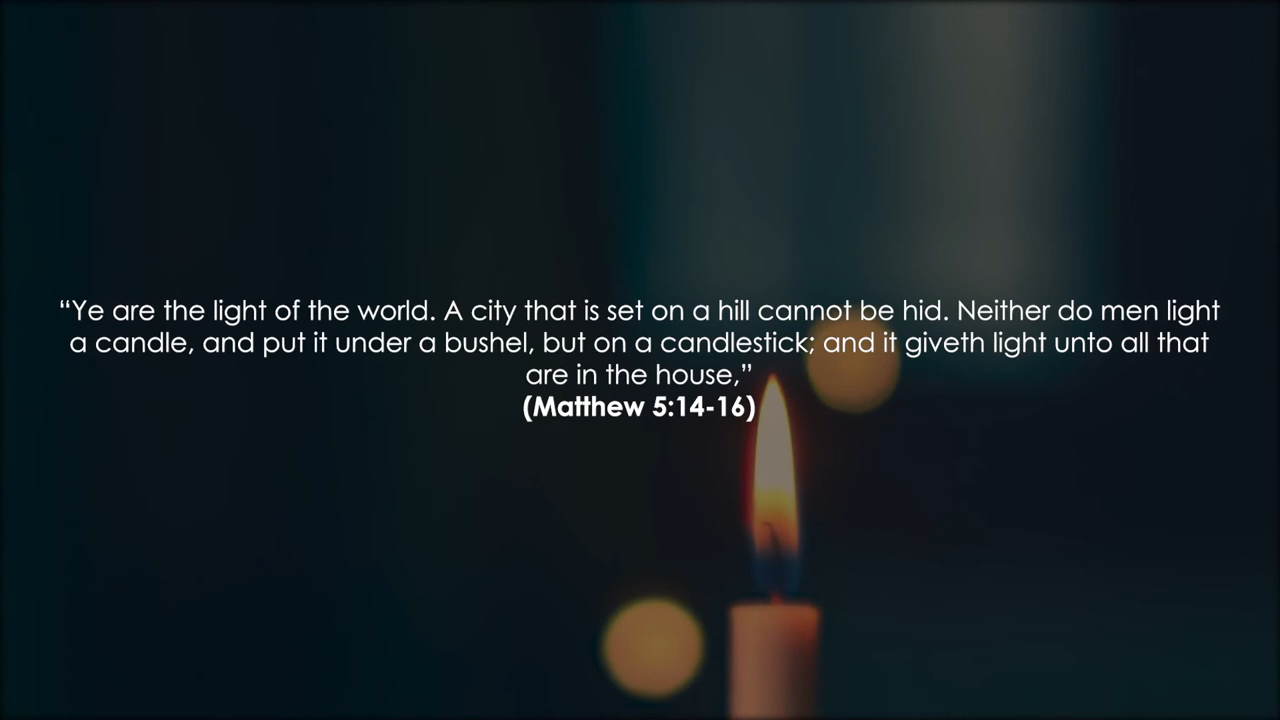 “Ye are the light of the world. A city that is set on a hill cannot be hid. Neither do men light
a candle, and put it under a bushel, but on a candlestick; and it giveth light unto all that
are in the house,”
(Matthew 5:14-16)